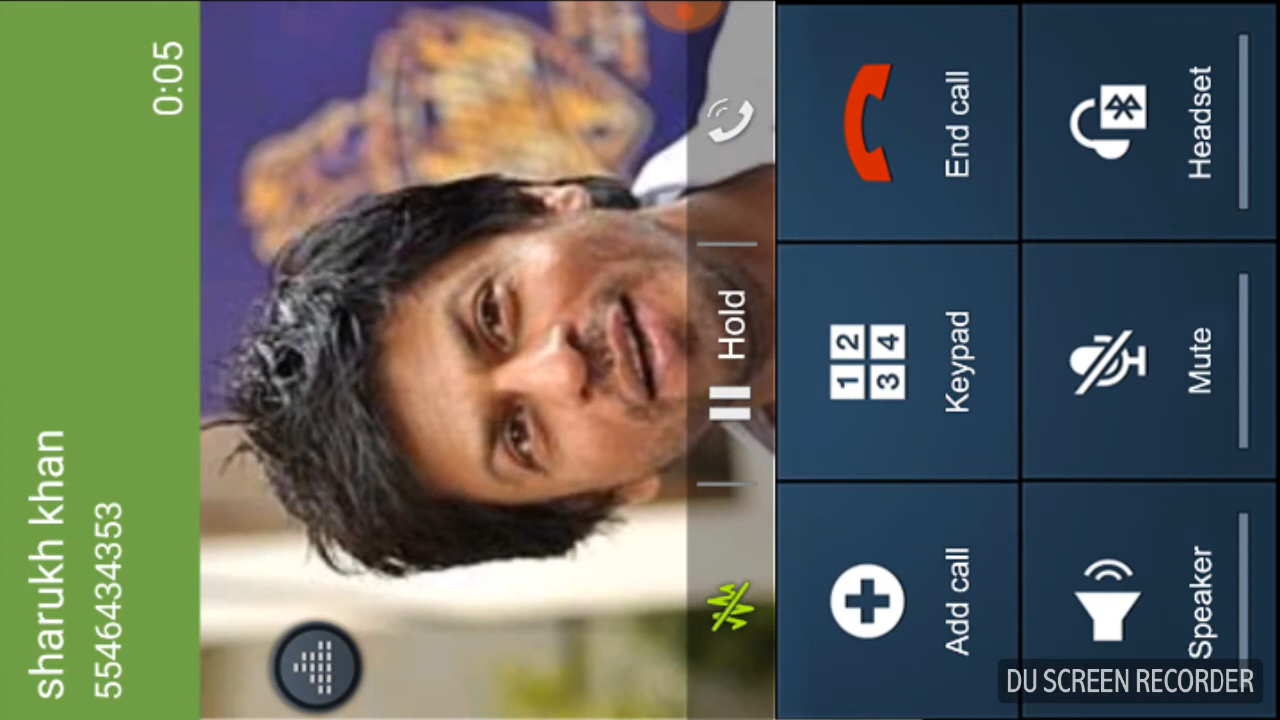 sharukh khan
554634353
0:05
Hold
Add call
Keypad
1 2
3 4
End call
Speaker
Mute
Headset
DU SCREEN RECORDER